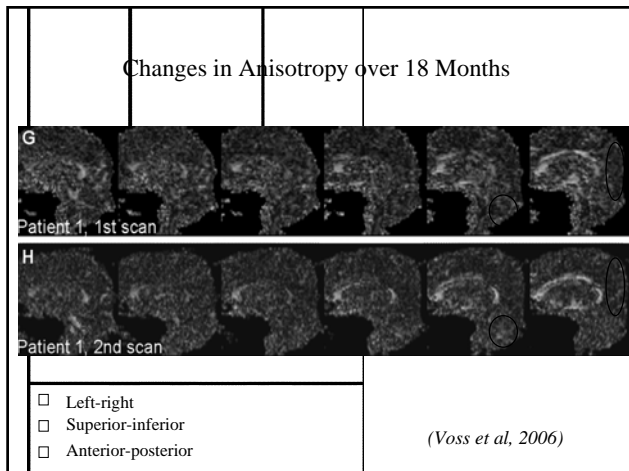 Changes in Anisotropy over 18 Months
G
Patient 1, 1st scan
H
Patient 1, 2nd scan
□ Left-right
□ Superior-inferior
□ Anterior-posterior
(Voss et al, 2006)